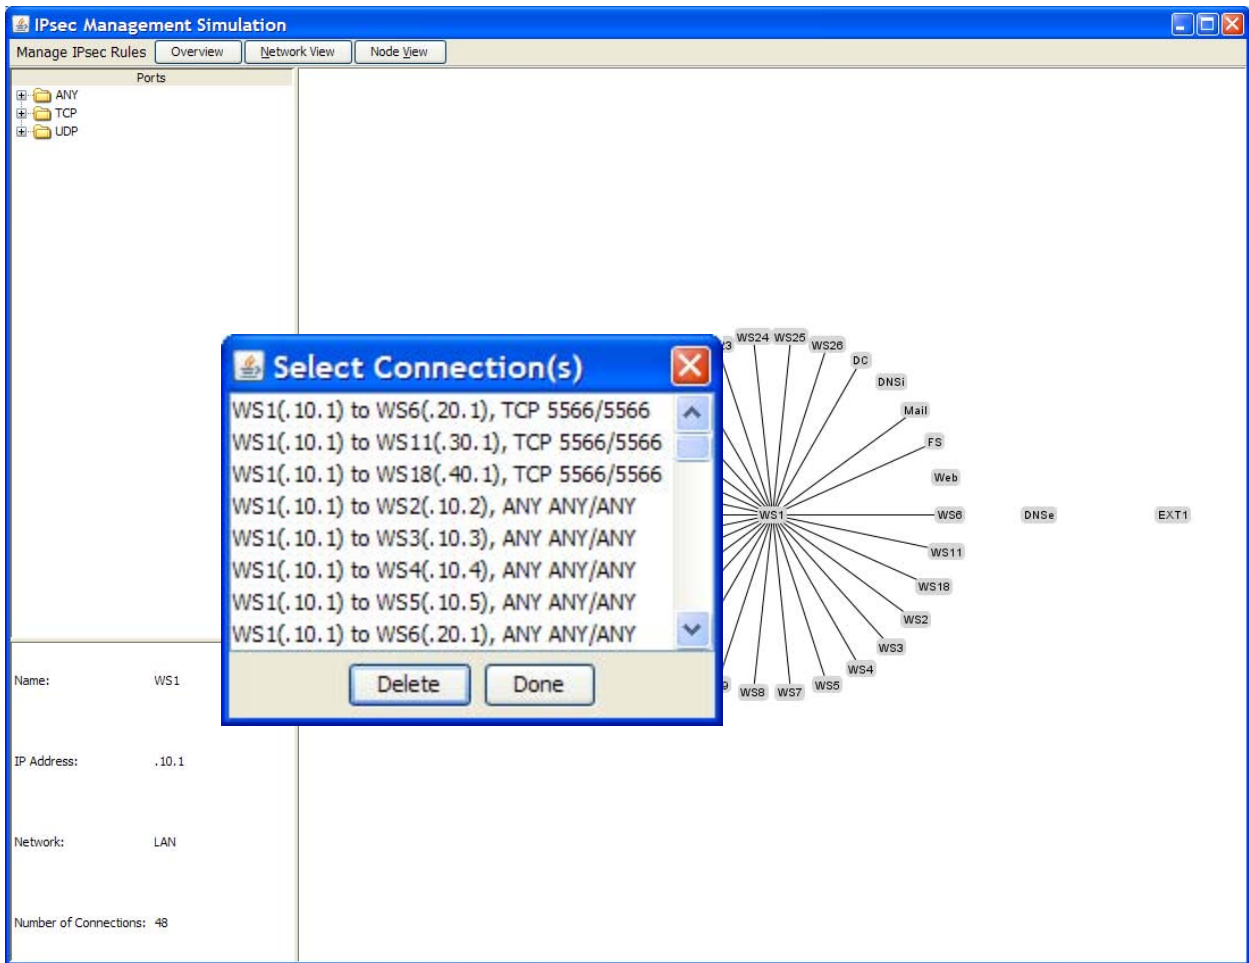 IPsec Management Simulation
Manage IPsec Rules Overview Network View Node View
Ports
ANY
TCP
UDP
Select Connection(s)
WS1(.10.1) to WS6(.20.1), TCP 5566/5566
WS1(.10.1) to WS11(.30.1), TCP 5566/5566
WS1(.10.1) to WS18(.40.1), TCP 5566/5566
WS1(.10.1) to WS2(.10.2), ANY ANY/ANY
WS1(.10.1) to WS3(.10.3), ANY ANY/ANY
WS1(.10.1) to WS4(.10.4), ANY ANY/ANY
WS1(.10.1) to WS5(.10.5), ANY ANY/ANY
WS1(.10.1) to WS6(.20.1), ANY ANY/ANY
Delete Done
WS24 WS25 WS26
DC
DNSi
Mail
FS
Web
WS1 WS6 DNSe EXT1
WS11
WS18
WS2
WS3
WS4
WS8 WS7 WS5
Name: WS1
IP Address: .10.1
Network: LAN
Number of Connections: 48